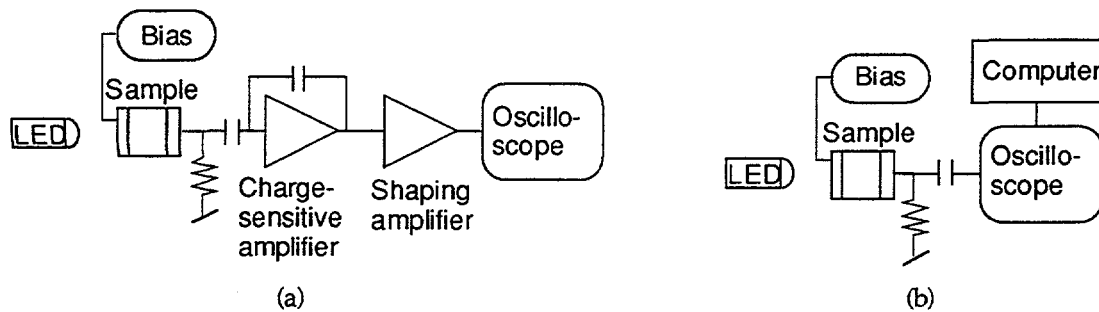 Bias
Sample
LED
Oscillo-
scope
Charge-
sensitive
amplifier
Shaping
amplifier
(a)
Bias
Computer
Sample
LED
Oscillo-
scope
(b)